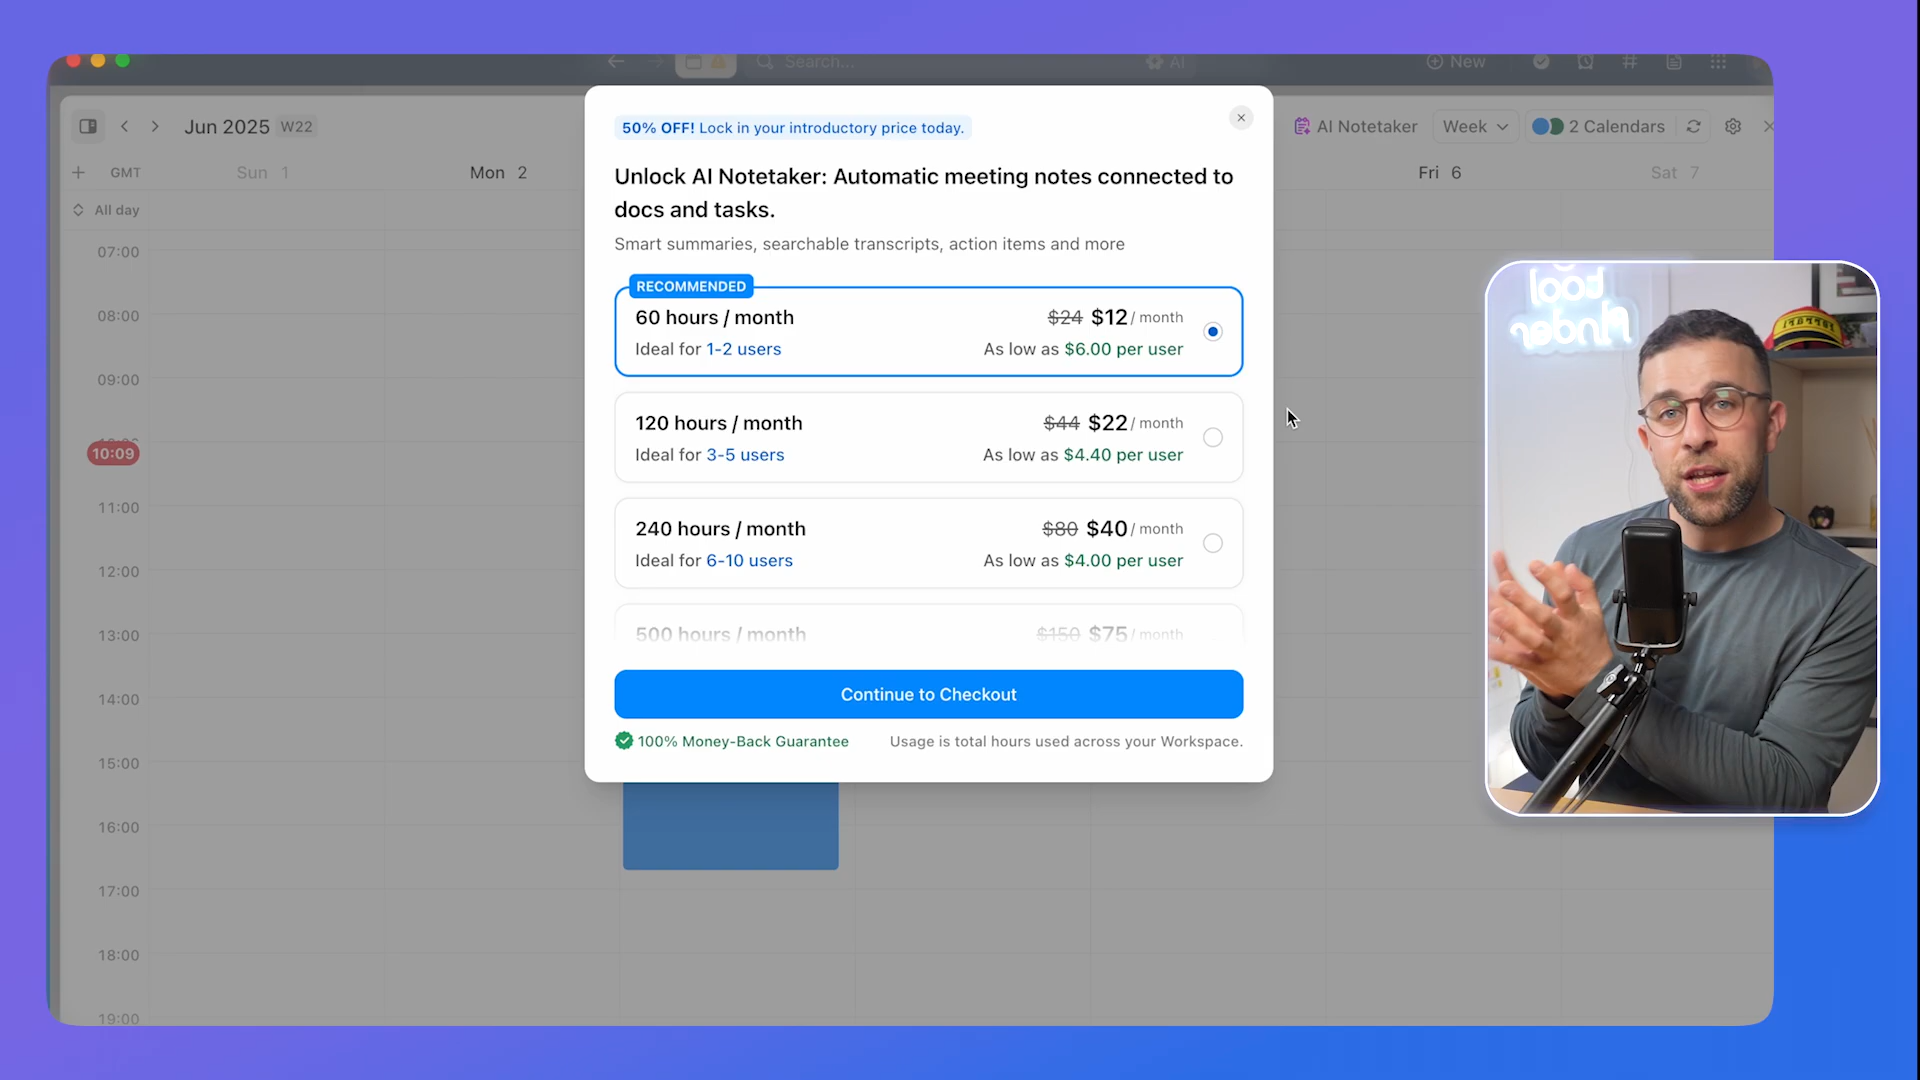 Search...
AI
New
Jun 2025 W22
AI Notetaker
Week
2 Calendars
GMT
Sun 1
Mon 2
Fri 6
Sat 7
All day
07:00
08:00
09:00
10:09
11:00
12:00
13:00
14:00
15:00
16:00
17:00
18:00
19:00
50% OFF! Lock in your introductory price today.
Unlock AI Notetaker: Automatic meeting notes connected to
docs and tasks.
Smart summaries, searchable transcripts, action items and more
RECOMMENDED
60 hours / month
$24 $12 / month
Ideal for 1-2 users
As low as $6.00 per user
120 hours / month
$44 $22 / month
Ideal for 3-5 users
As low as $4.40 per user
240 hours / month
$80 $40 / month
Ideal for 6-10 users
As low as $4.00 per user
500 hours / month
$150 $75 / month
Continue to Checkout
100% Money-Back Guarantee
Usage is total hours used across your Workspace.